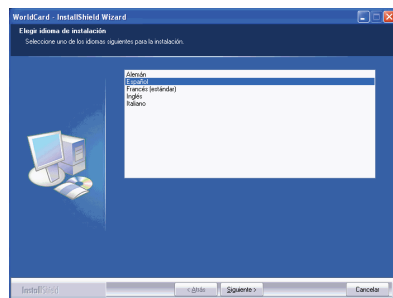 WorldCard - InstallShield Wizard
Elegir idioma de instalación
Seleccione uno de los idiomas siguientes para la instalación.
Alemán
Español
Francés (estándar)
Inglés
Italiano
InstallShield
< Atrás
Siguiente >
Cancelar